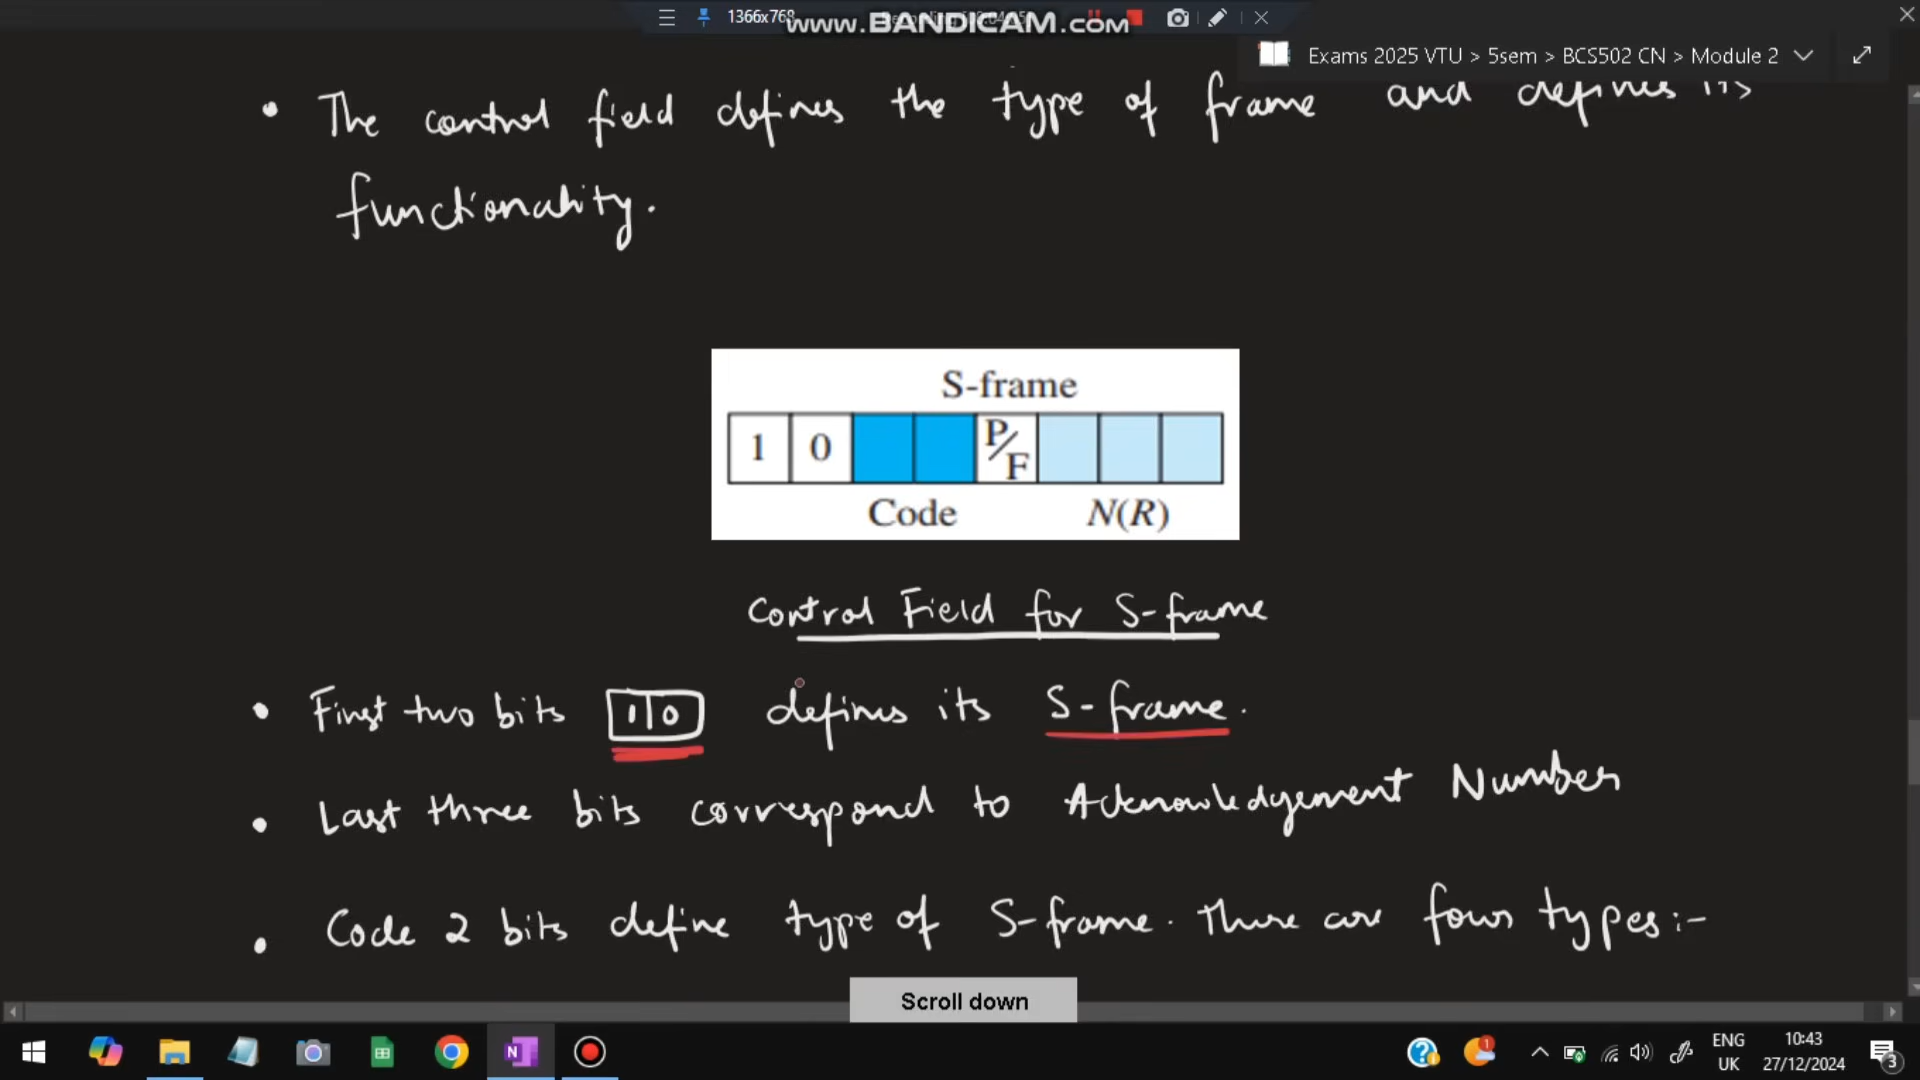 1366x768
www.BANDICAM.com
Exams 2025 VTU > 5sem > BCS502 CN > Module 2
• The control field defines the type of frame and defines its
functionality.
S-frame
1 0 P/F
Code N(R)
Control Field for S-frame
• First two bits 1|0 defines its S-frame.
• Last three bits correspond to Acknowledgement Number
• Code 2 bits define type of S-frame. There are four types:-
Scroll down
ENG 10:43
UK 27/12/2024
3